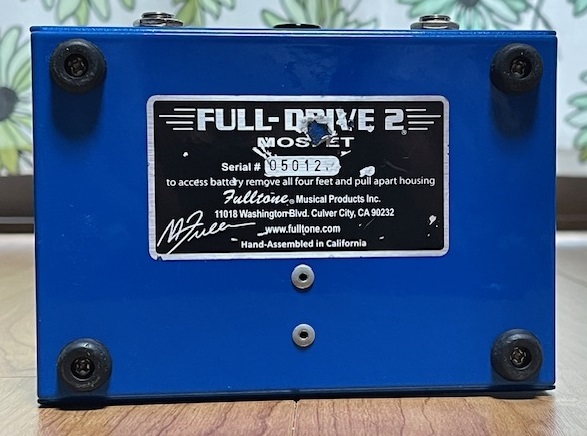 FULL-DRIVE 2®
MOSFET
Serial # 05012
to access battery remove all four feet and pull apart housing
Fulltone® Musical Products Inc.
11018 Washington Blvd. Culver City, CA 90232
www.fulltone.com
Hand-Assembled in California